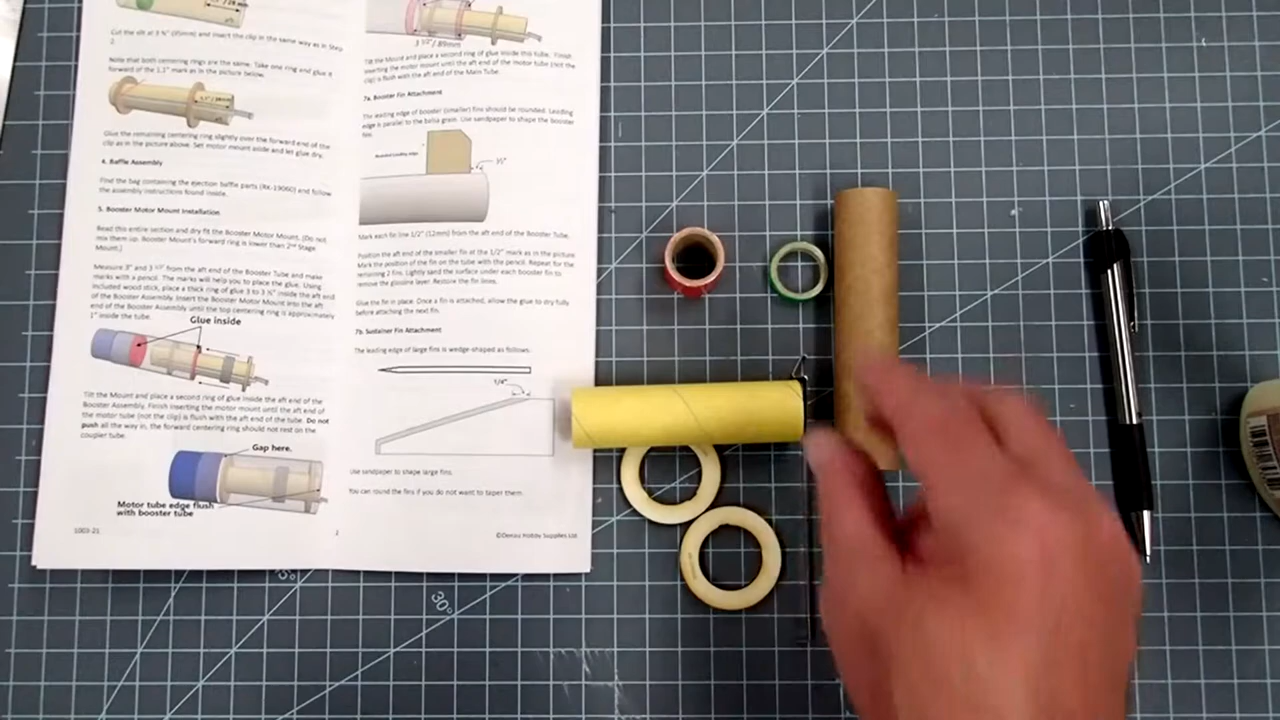 Cut the slit at 3 ⅜" (85mm) and insert the clip in the same way as in Step
2.
Note that both centering rings are the same. Take one ring end glue it
forward of the 1.1" mark as in the picture below.
Glue the remaining centering ring slightly over the forward end of the
clip as in the picture above. Set motor mount aside and let glue dry.
4. Baffle Assembly
Find the bag containing the ejection baffle parts (RK-19060) and follow
the assembly instructions found inside.
5. Booster Motor Mount Installation
Read this entire section and dry fit the Booster Motor Mount. (Do not
mix them up. Booster Mount's forward ring is lower than 2nd Stage
Mount.)
Measure 3" and 3 1/2" from the aft end of the Booster Tube and make
marks with a pencil. The marks will help you to place the glue. Using
included wood stick, place a thick ring of glue 3 to 3 ½" inside the aft end
of the Booster Assembly. Insert the Booster Motor Mount into the aft
end of the Booster Assembly until the top centering ring is approximately
1" inside the tube.
Glue inside
Tilt the Mount and place a second ring of glue inside the aft end of the
Booster Assembly. Finish inserting the motor mount until the aft end of
the motor tube (not the clip) is flush with the aft end of the tube. Do not
push all the way in, the forward centering ring should not rest on the
coupler tube.
Gap here.
Motor tube edge flush
with booster tube
1003-21
2
3 1/2"/ 89mm
Tilt the Mount and place a second ring of glue inside this tube. Finish
inserting the motor mount until the aft end of the motor tube (not the
clip) is flush with the aft end of the Main Tube.
7a. Booster Fin Attachment
The leading edge of booster (smaller) fins should be rounded. Leading
edge is parallel to the balsa grain. Use sandpaper to shape the booster
fins.
Rounded Leading edge
½"
Mark each fin line 1/2" (12mm) from the aft end of the Booster Tube.
Position the aft end of the smaller fin at the 1/2" mark as in the picture
Mark the position of the fin on the tube with the pencil. Repeat for the
remaining 2 fins. Lightly sand the surface under each booster fin to
remove the glassine layer. Restore the fin lines.
Glue the fin in place. Once a fin is attached, allow the glue to dry fully
before attaching the next fin.
7b. Sustainer Fin Attachment
The leading edge of large fins is wedge-shaped as follows:
1/4"
Use sandpaper to shape large fins.
You can round the fins if you do not want to taper them.
©Denau Hobby Supplies Ltd
30°